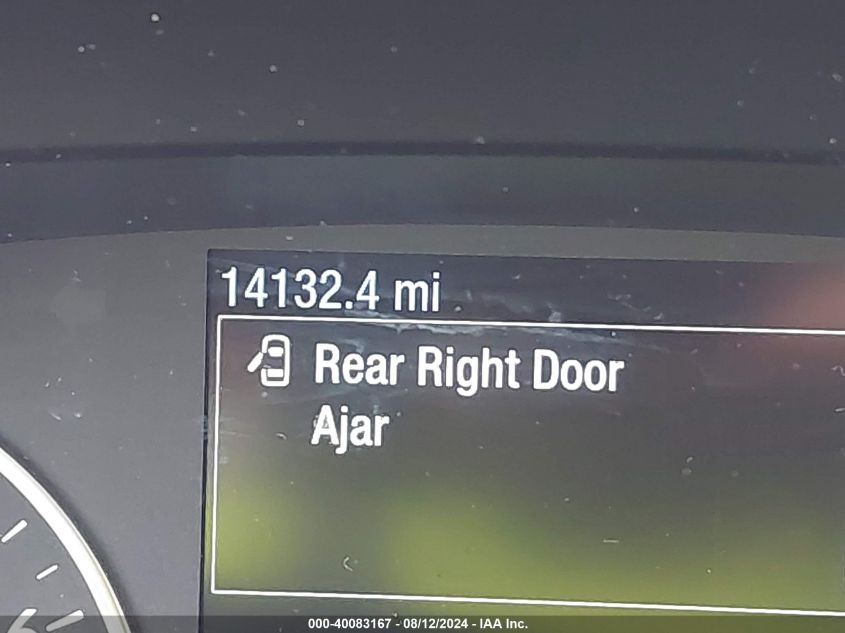 14132.4 mi
Rear Right Door
Ajar
000-40083167 - 08/12/2024 - IAA Inc.